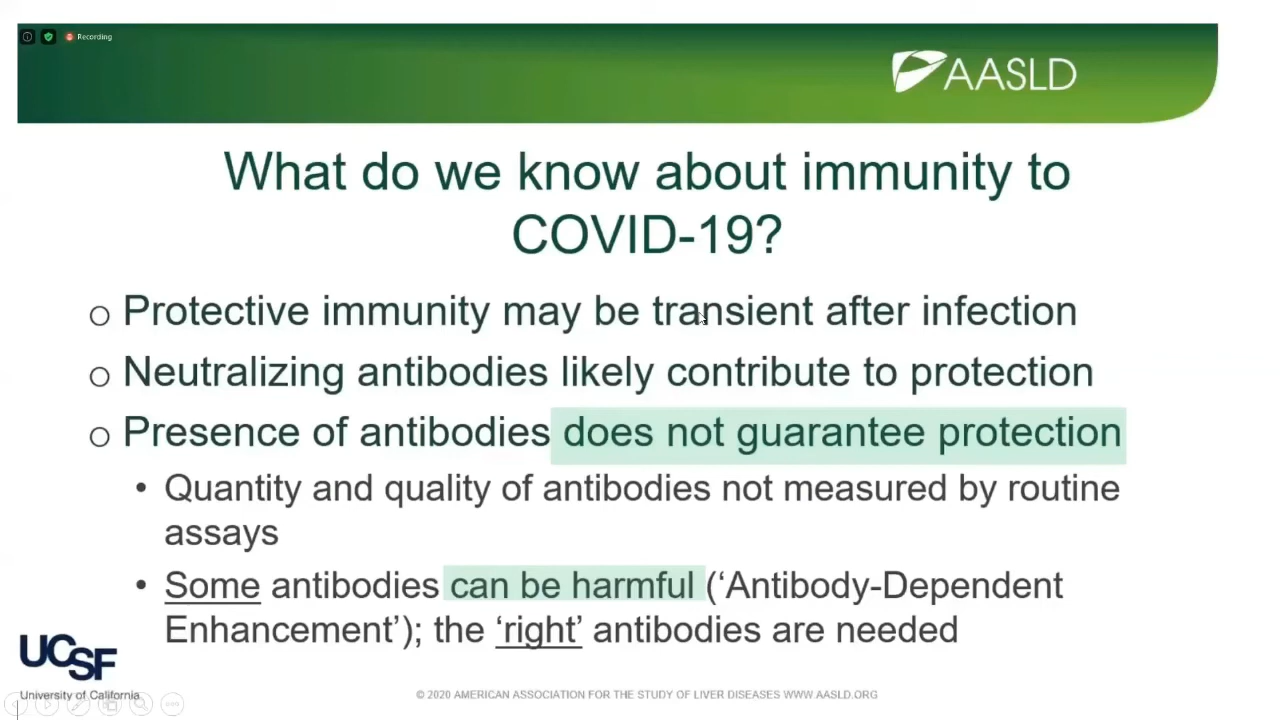 Recording
AASLD
What do we know about immunity to
COVID-19?
o Protective immunity may be transient after infection
o Neutralizing antibodies likely contribute to protection
o Presence of antibodies does not guarantee protection
• Quantity and quality of antibodies not measured by routine
assays
• Some antibodies can be harmful (‘Antibody-Dependent
Enhancement’); the ‘right’ antibodies are needed
UCSF
University of California
© 2020 AMERICAN ASSOCIATION FOR THE STUDY OF LIVER DISEASES WWW.AASLD.ORG